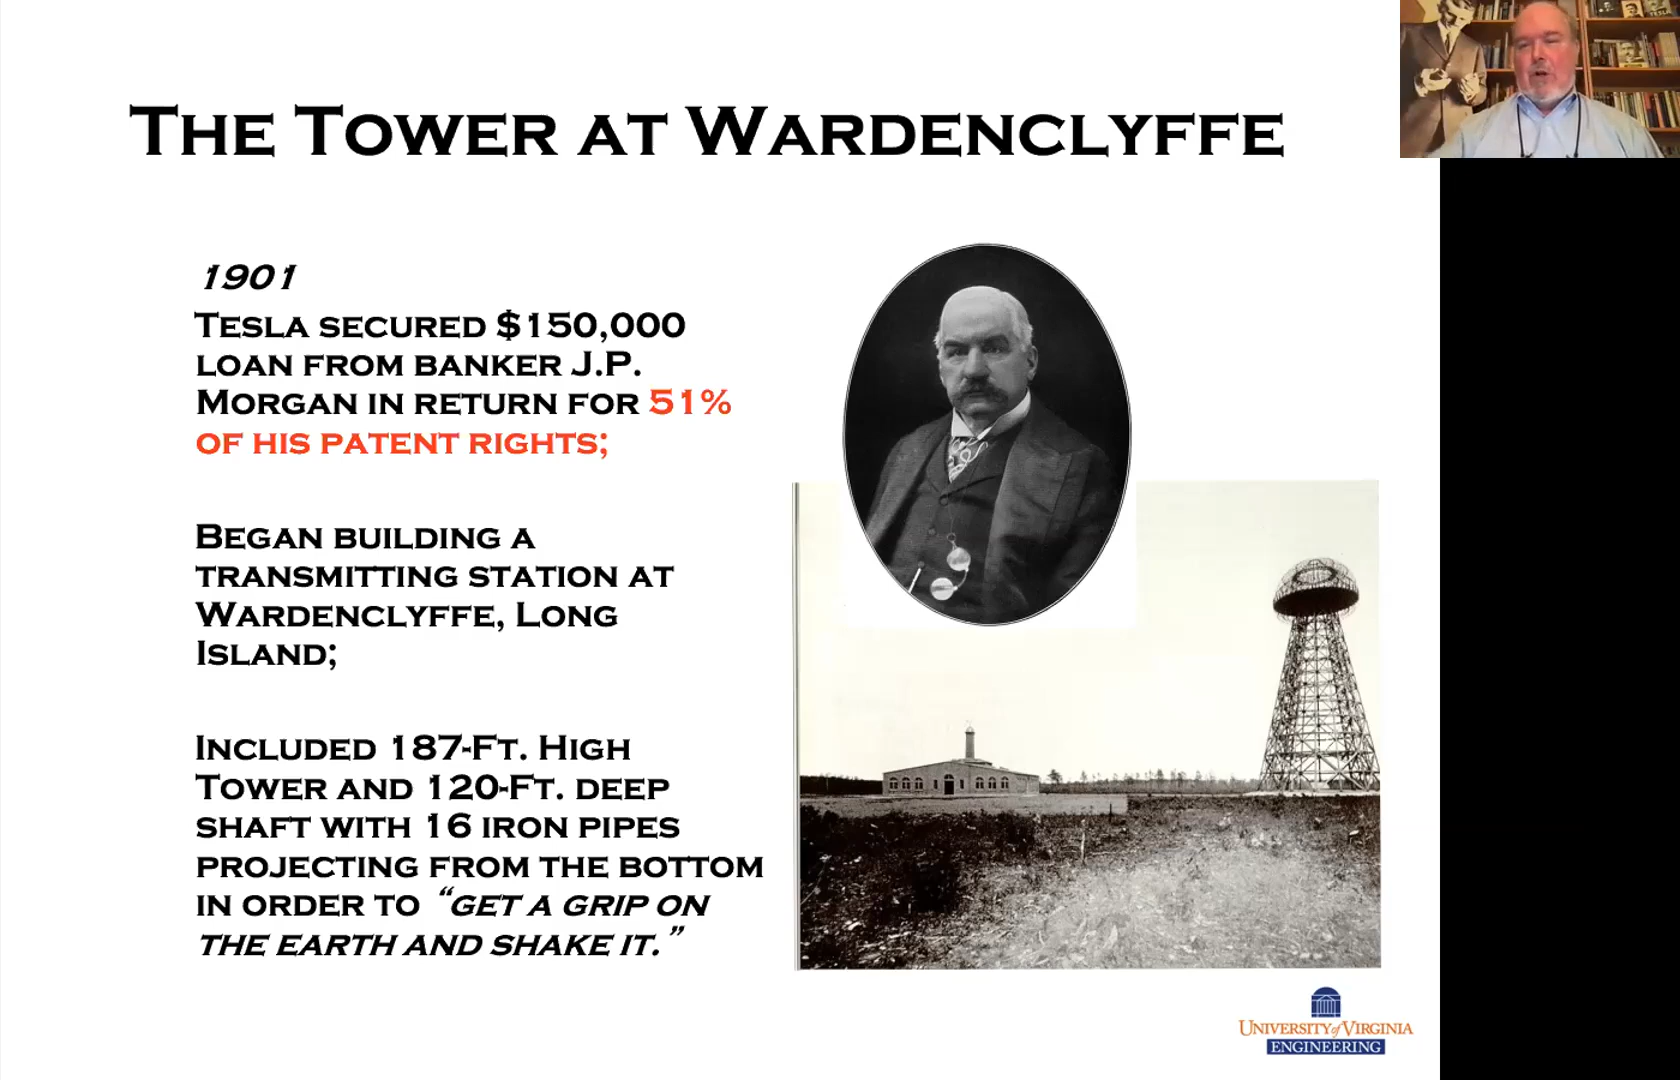 THE TOWER AT WARDENCLYFFE
1901
TESLA SECURED $150,000
LOAN FROM BANKER J.P.
MORGAN IN RETURN FOR 51%
OF HIS PATENT RIGHTS;
BEGAN BUILDING A
TRANSMITTING STATION AT
WARDENCLYFFE, LONG
ISLAND;
INCLUDED 187-FT. HIGH
TOWER AND 120-FT. DEEP
SHAFT WITH 16 IRON PIPES
PROJECTING FROM THE BOTTOM
IN ORDER TO “GET A GRIP ON
THE EARTH AND SHAKE IT.”
UNIVERSITY of VIRGINIA
ENGINEERING